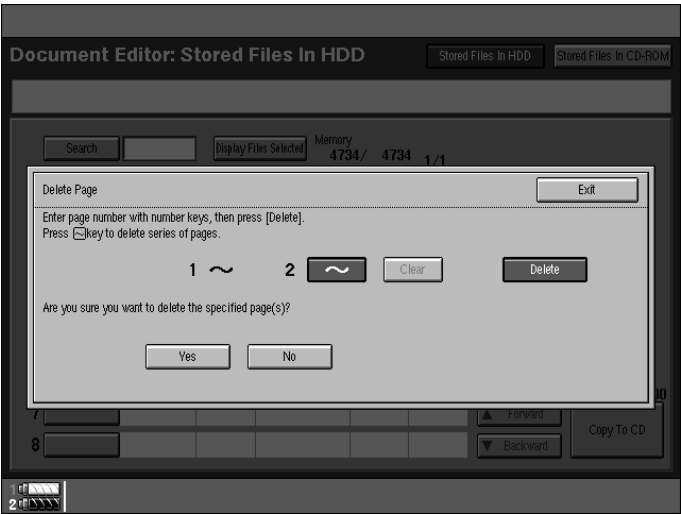 Document Editor: Stored Files In HDD
Stored Files In HDD
Stored Files In CD-ROM
Search
Display Files Selected
Memory
4734/ 4734 1/1
Delete Page
Exit
Enter page number with number keys, then press [Delete].
Press [~]key to delete series of pages.
1 ~ 2 ~ Clear Delete
Are you sure you want to delete the specified page(s)?
Yes No
7
▲ Forward
Copy To CD
8
▼ Backward
1
2